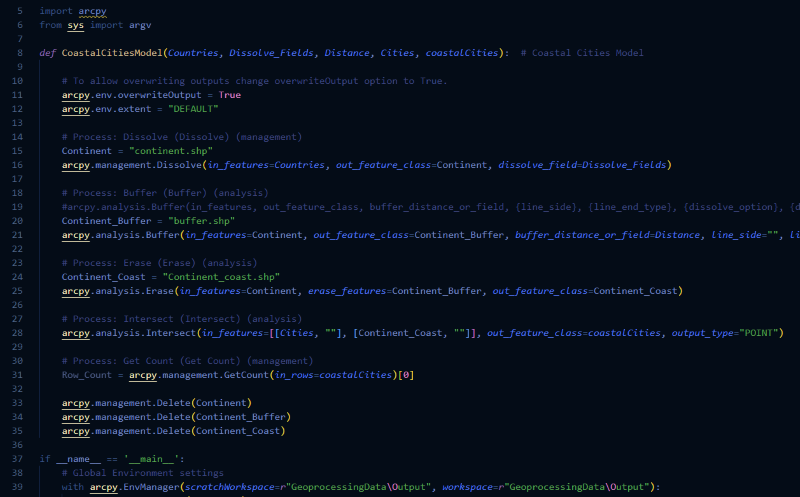 5 import arcpy
6 from sys import argv
7
8 def CoastalCitiesModel(Countries, Dissolve_Fields, Distance, Cities, coastalCities):  # Coastal Cities Model
9
10 # To allow overwriting outputs change overwriteOutput option to True.
11 arcpy.env.overwriteOutput = True
12 arcpy.env.extent = "DEFAULT"
13
14 # Process: Dissolve (Dissolve) (management)
15 Continent = "continent.shp"
16 arcpy.management.Dissolve(in_features=Countries, out_feature_class=Continent, dissolve_field=Dissolve_Fields)
17
18 # Process: Buffer (Buffer) (analysis)
19 #arcpy.analysis.Buffer(in_features, out_feature_class, buffer_distance_or_field, {line_side}, {line_end_type}, {dissolve_option}, {d
20 Continent_Buffer = "buffer.shp"
21 arcpy.analysis.Buffer(in_features=Continent, out_feature_class=Continent_Buffer, buffer_distance_or_field=Distance, line_side="", li
22
23 # Process: Erase (Erase) (analysis)
24 Continent_Coast = "Continent_coast.shp"
25 arcpy.analysis.Erase(in_features=Continent, erase_features=Continent_Buffer, out_feature_class=Continent_Coast)
26
27 # Process: Intersect (Intersect) (analysis)
28 arcpy.analysis.Intersect(in_features=[[Cities, ""], [Continent_Coast, ""]], out_feature_class=coastalCities, output_type="POINT")
29
30 # Process: Get Count (Get Count) (management)
31 Row_Count = arcpy.management.GetCount(in_rows=coastalCities)[0]
32
33 arcpy.management.Delete(Continent)
34 arcpy.management.Delete(Continent_Buffer)
35 arcpy.management.Delete(Continent_Coast)
36
37 if __name__ == '__main__':
38 # Global Environment settings
39 with arcpy.EnvManager(scratchWorkspace=r"GeoprocessingData\Output", workspace=r"GeoprocessingData\Output"):